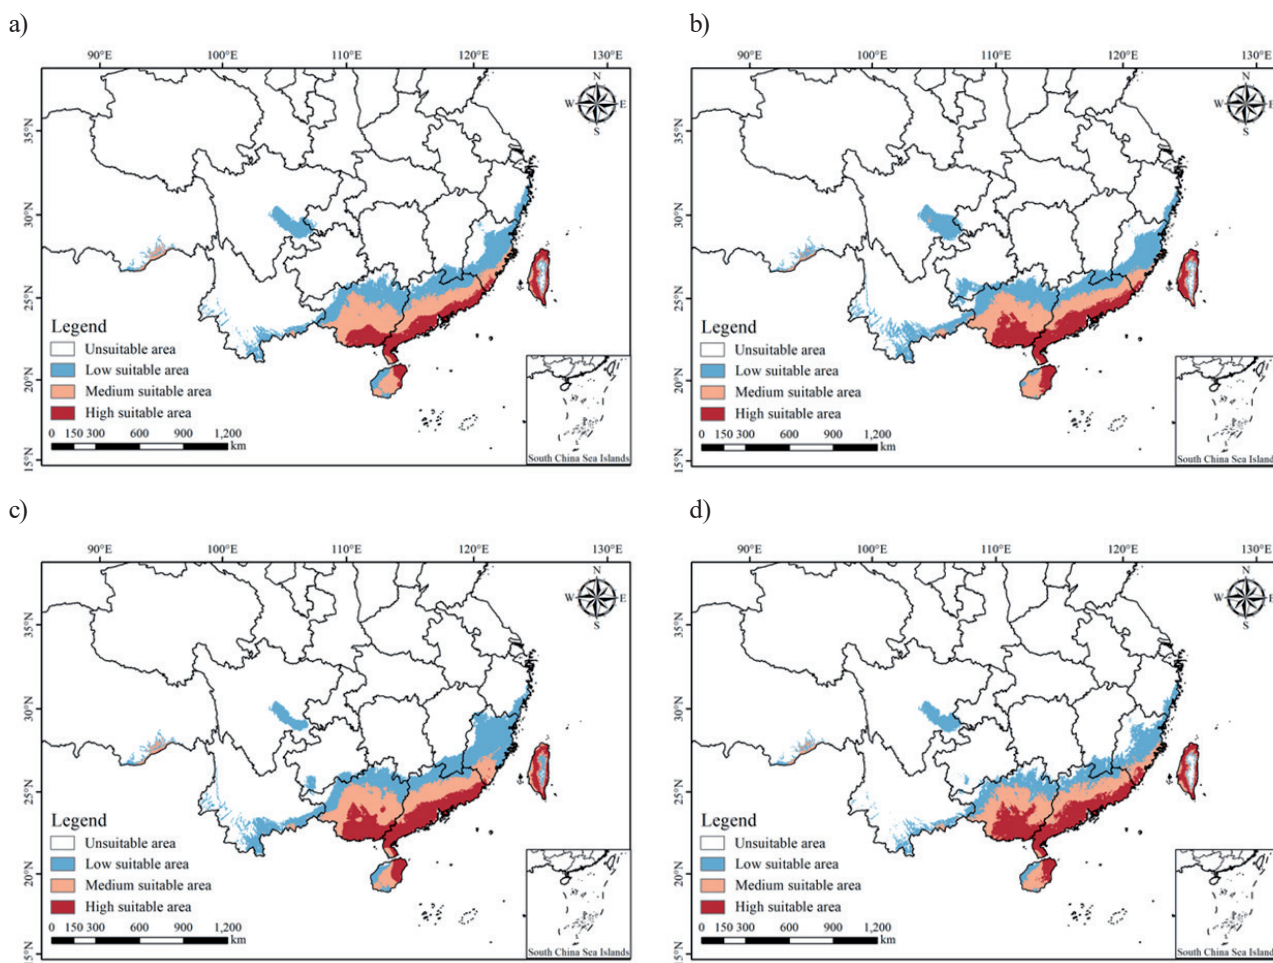 a)
90°E 100°E 110°E 120°E 130°E
35°N
30°N
25°N
20°N
15°N
N
W E
S
Legend
Unsuitable area
Low suitable area
Medium suitable area
High suitable area
0 150 300 600 900 1,200
km
South China Sea Islands
b)
90°E 100°E 110°E 120°E 130°E
35°N
30°N
25°N
20°N
15°N
N
W E
S
Legend
Unsuitable area
Low suitable area
Medium suitable area
High suitable area
0 150 300 600 900 1,200
km
South China Sea Islands
c)
90°E 100°E 110°E 120°E 130°E
35°N
30°N
25°N
20°N
15°N
N
W E
S
Legend
Unsuitable area
Low suitable area
Medium suitable area
High suitable area
0 150 300 600 900 1,200
km
South China Sea Islands
d)
90°E 100°E 110°E 120°E 130°E
35°N
30°N
25°N
20°N
15°N
N
W E
S
Legend
Unsuitable area
Low suitable area
Medium suitable area
High suitable area
0 150 300 600 900 1,200
km
South China Sea Islands